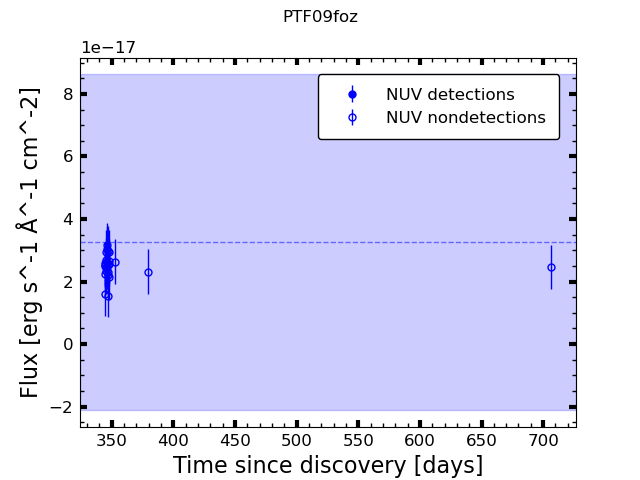 PTF09foz
1e−17
8
6
4
2
0
−2
Flux [erg s^-1 Å^-1 cm^-2]
NUV detections
NUV nondetections
350 400 450 500 550 600 650 700
Time since discovery [days]